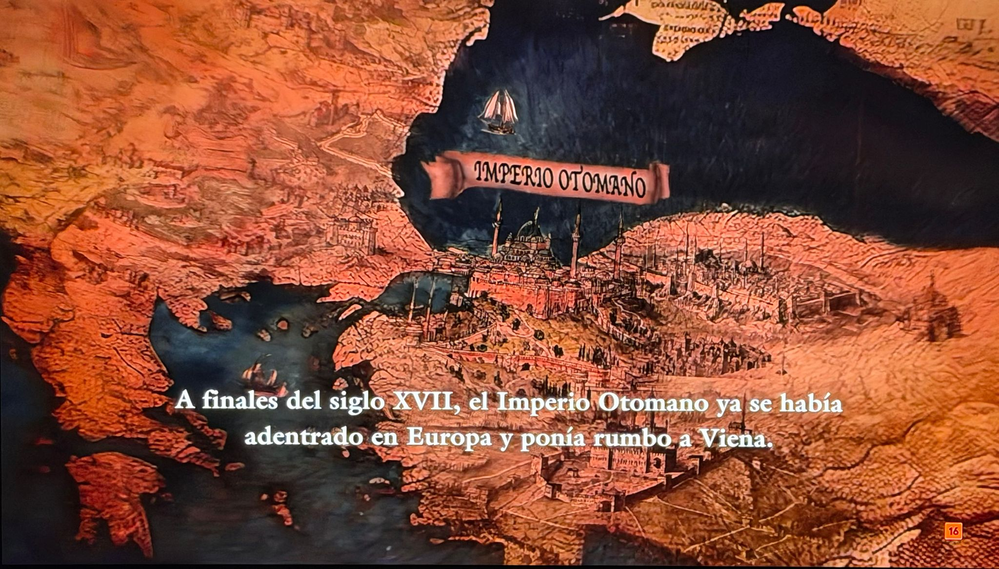 IMPERIO OTOMANO
A finales del siglo XVII, el Imperio Otomano ya se había
adentrado en Europa y ponía rumbo a Viena.
16